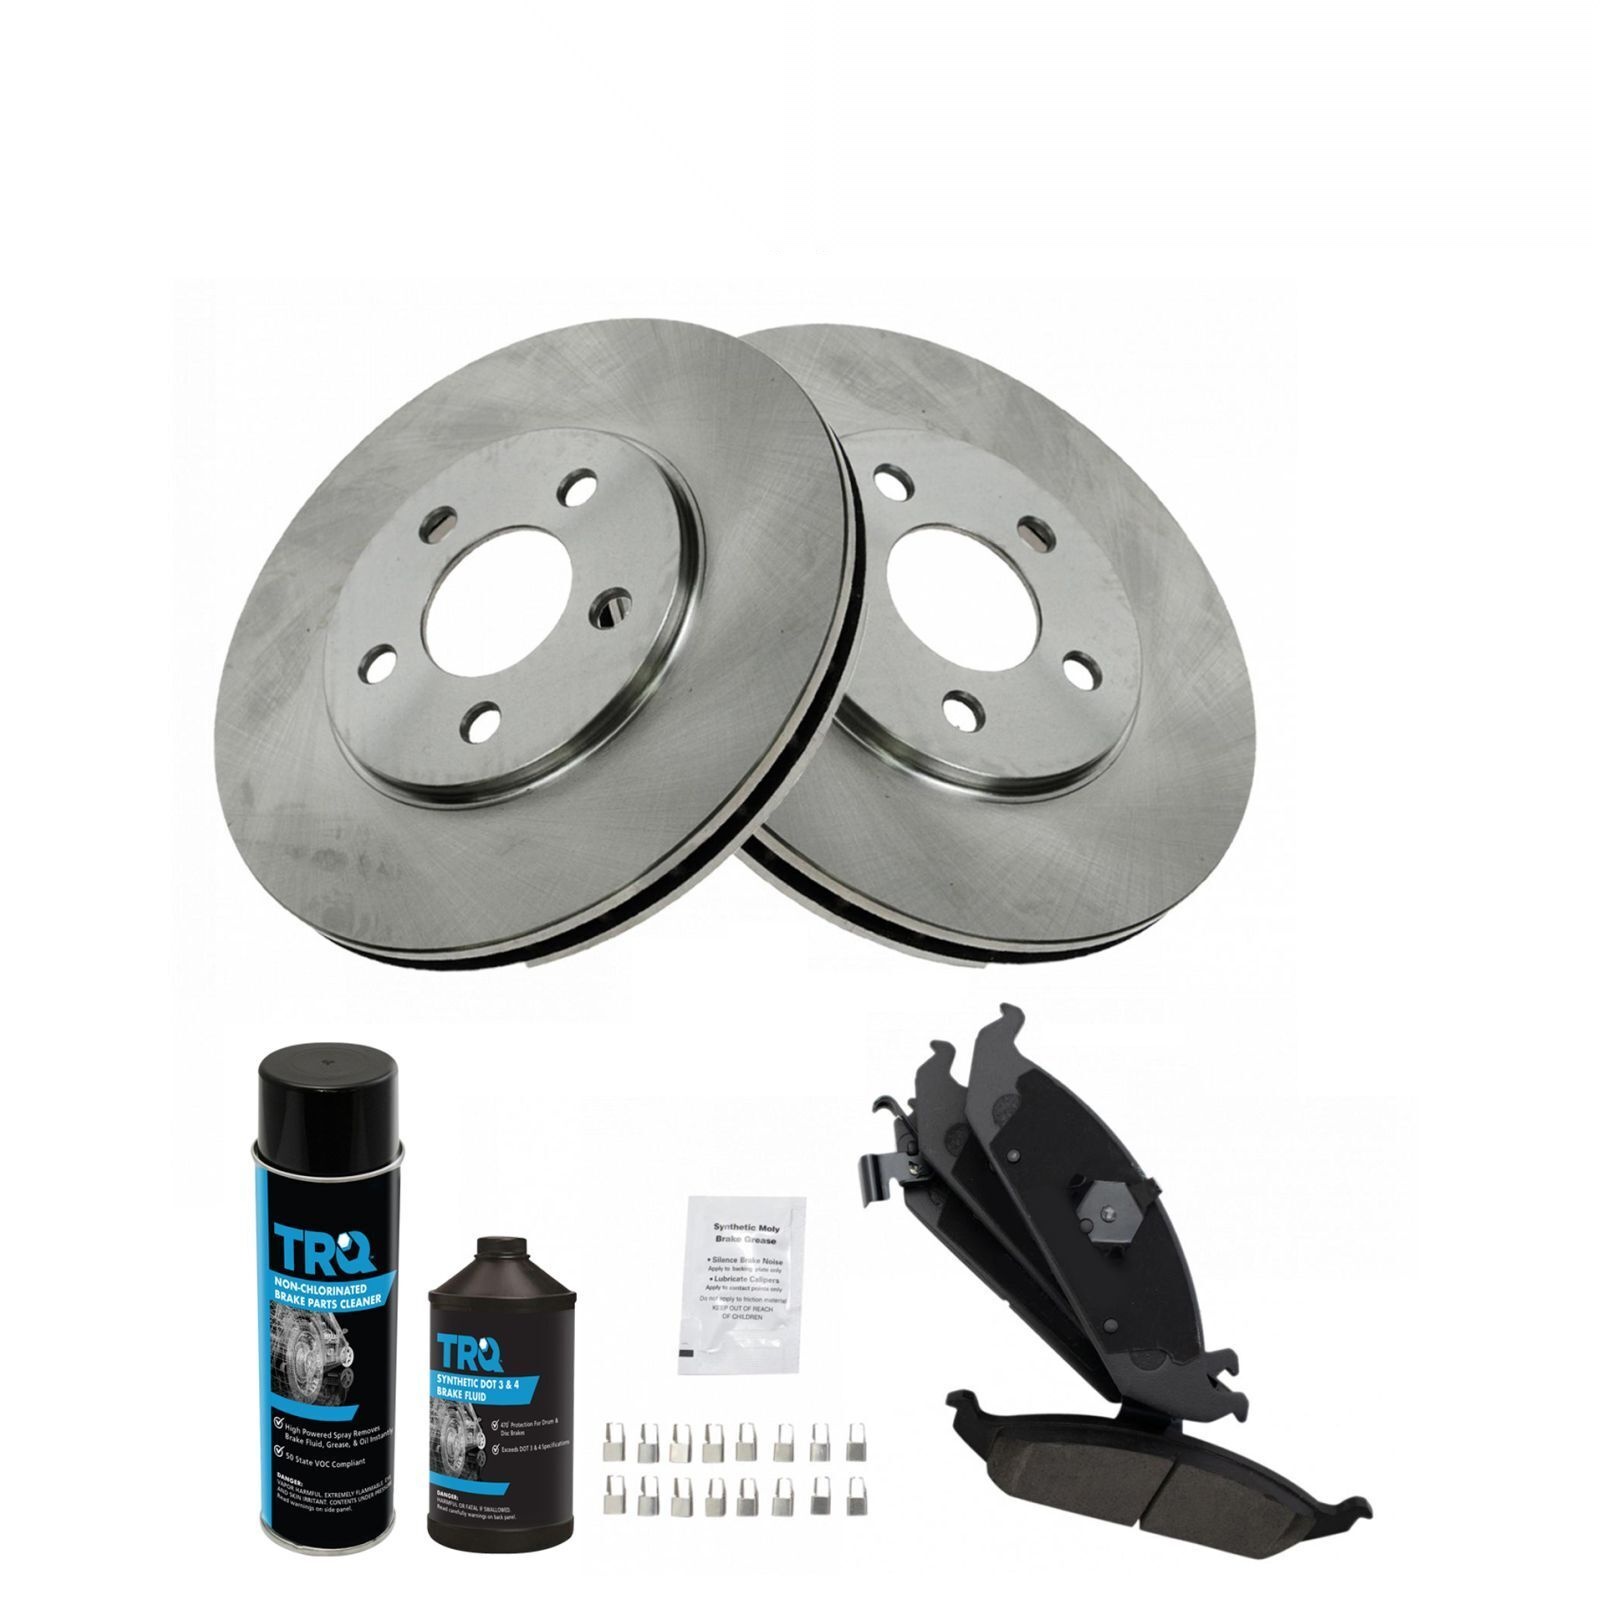 TRQ
NON-CHLORINATED
BRAKE PARTS CLEANER
High Powered Spray Removes
Brake Fluid, Grease, & Oil Instantly
50 State VOC Compliant
DANGER:
VAPOR HARMFUL. EXTREMELY FLAMMABLE. EYE
AND SKIN IRRITANT. CONTENTS UNDER PRESSURE.
Read warnings on side panel.
TRQ
SYNTHETIC DOT 3 & 4
BRAKE FLUID
470° Protection For Drum &
Disc Brakes
Exceeds DOT 3 & 4 Specifications
DANGER:
HARMFUL OR FATAL IF SWALLOWED.
Read carefully warnings on back panel.
Synthetic Moly
Brake Grease
• Silence Brake Noise
Apply to backing plate only
• Lubricate Calipers
Apply to contact points only
Do not apply to friction material
KEEP OUT OF REACH
OF CHILDREN